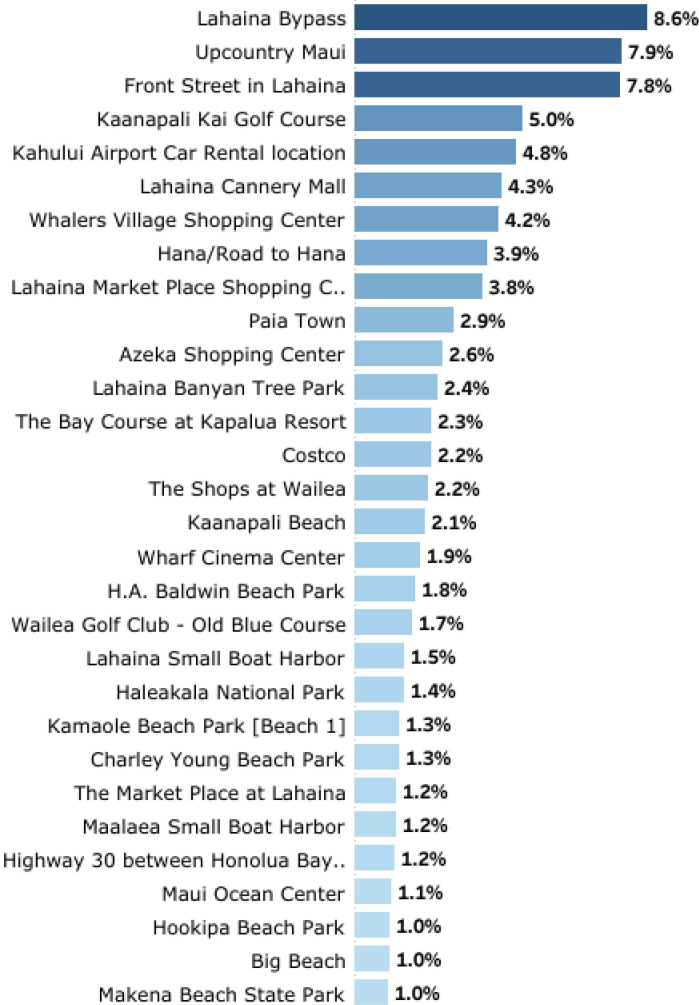 Lahaina Bypass 8.6%
Upcountry Maui 7.9%
Front Street in Lahaina 7.8%
Kaanapali Kai Golf Course 5.0%
Kahului Airport Car Rental location 4.8%
Lahaina Cannery Mall 4.3%
Whalers Village Shopping Center 4.2%
Hana/Road to Hana 3.9%
Lahaina Market Place Shopping C.. 3.8%
Paia Town 2.9%
Azeka Shopping Center 2.6%
Lahaina Banyan Tree Park 2.4%
The Bay Course at Kapalua Resort 2.3%
Costco 2.2%
The Shops at Wailea 2.2%
Kaanapali Beach 2.1%
Wharf Cinema Center 1.9%
H.A. Baldwin Beach Park 1.8%
Wailea Golf Club - Old Blue Course 1.7%
Lahaina Small Boat Harbor 1.5%
Haleakala National Park 1.4%
Kamaole Beach Park [Beach 1] 1.3%
Charley Young Beach Park 1.3%
The Market Place at Lahaina 1.2%
Maalaea Small Boat Harbor 1.2%
Highway 30 between Honolua Bay.. 1.2%
Maui Ocean Center 1.1%
Hookipa Beach Park 1.0%
Big Beach 1.0%
Makena Beach State Park 1.0%